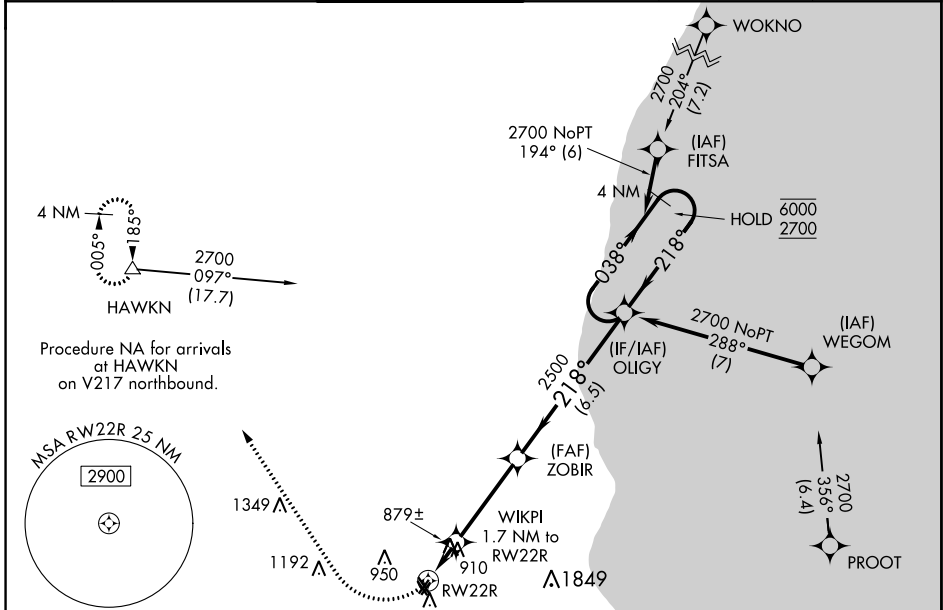 WOKNO
2700
204°
(7.2)
2700 NoPT
194° (6)
(IAF)
FITSA
4 NM
HOLD
6000
2700
038°
218°
4 NM
005°
185°
2700
097°
(17.7)
HAWKN
(IF/IAF)
OLIGY
2700 NoPT
288°
(7)
(IAF)
WEGOM
Procedure NA for arrivals
at HAWKN
on V217 northbound.
2500
218°
(6.5)
MSA RW22R 25 NM
2900
(FAF)
ZOBIR
2700
356°
(6.4)
PROOT
1349
879±
WIKPI
1.7 NM to
RW22R
1192
950
910
1849
RW22R